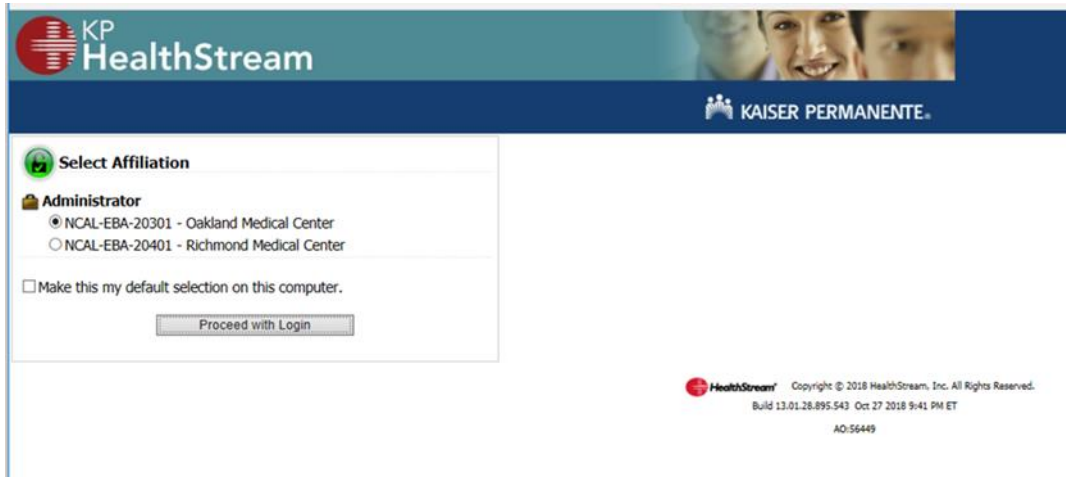 KP
HealthStream
KAISER PERMANENTE®
Select Affiliation
Administrator
NCAL-EBA-20301 - Oakland Medical Center
NCAL-EBA-20401 - Richmond Medical Center
Make this my default selection on this computer.
Proceed with Login
HealthStream® Copyright © 2018 HealthStream, Inc. All Rights Reserved.
Build 13.01.28.895.543 Oct 27 2018 9:41 PM ET
AO:56449